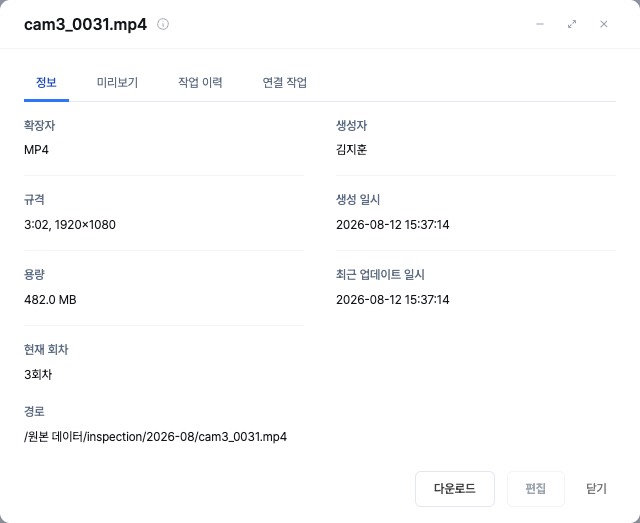 cam3_0031.mp4
정보 미리보기 작업 이력 연결 작업
확장자
MP4
생성자
김지훈
규격
3:02, 1920×1080
생성 일시
2026-08-12 15:37:14
용량
482.0 MB
최근 업데이트 일시
2026-08-12 15:37:14
현재 회차
3회차
경로
/원본 데이터/inspection/2026-08/cam3_0031.mp4
다운로드 편집 닫기